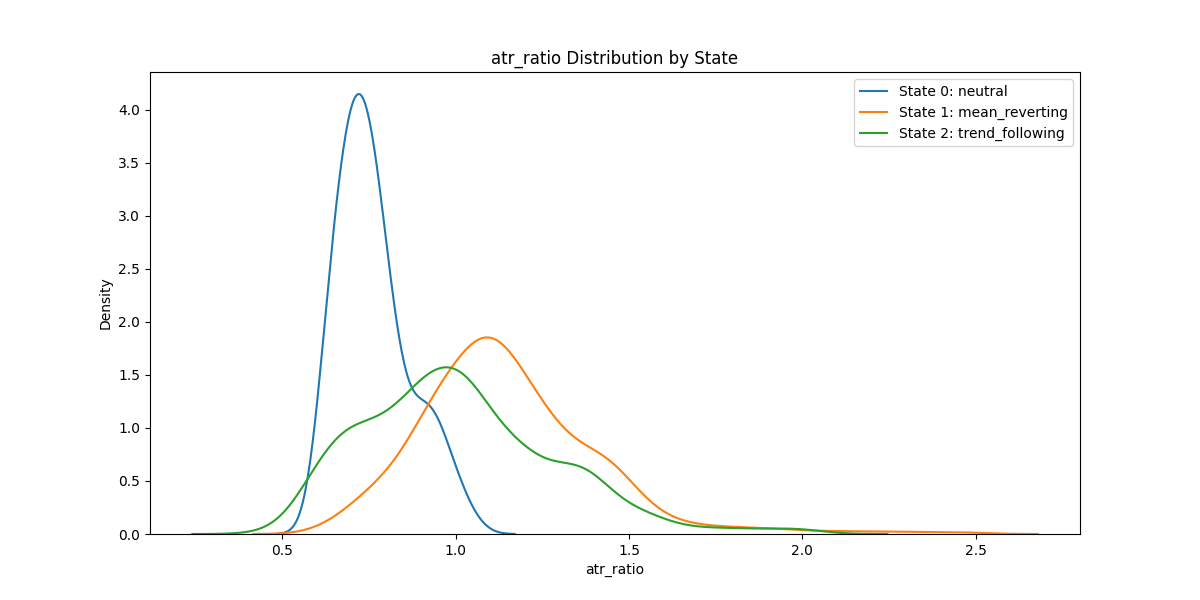 atr_ratio Distribution by State
State 0: neutral
State 1: mean_reverting
State 2: trend_following
Density
4.0
3.5
3.0
2.5
2.0
1.5
1.0
0.5
0.0
0.5 1.0 1.5 2.0 2.5
atr_ratio